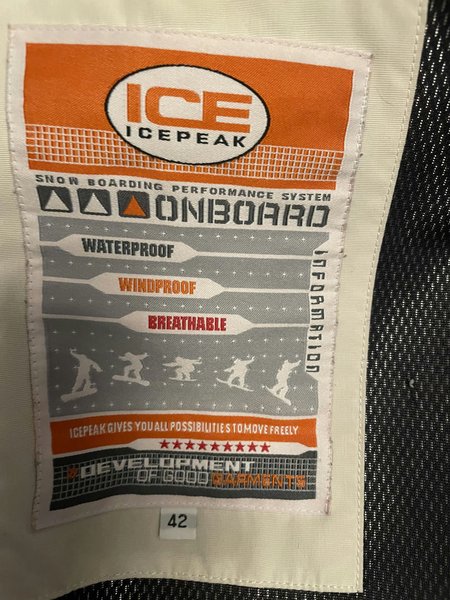 ICE
ICEPEAK
SNOW BOARDING PERFORMANCE SYSTEM
ONBOARD
WATERPROOF
WINDPROOF
BREATHABLE
INFORMATION
ICEPEAK GIVES YOU ALL POSSIBILITIES TO MOVE FREELY
DEVELOPMENT
OF GOOD GARMENTS
42